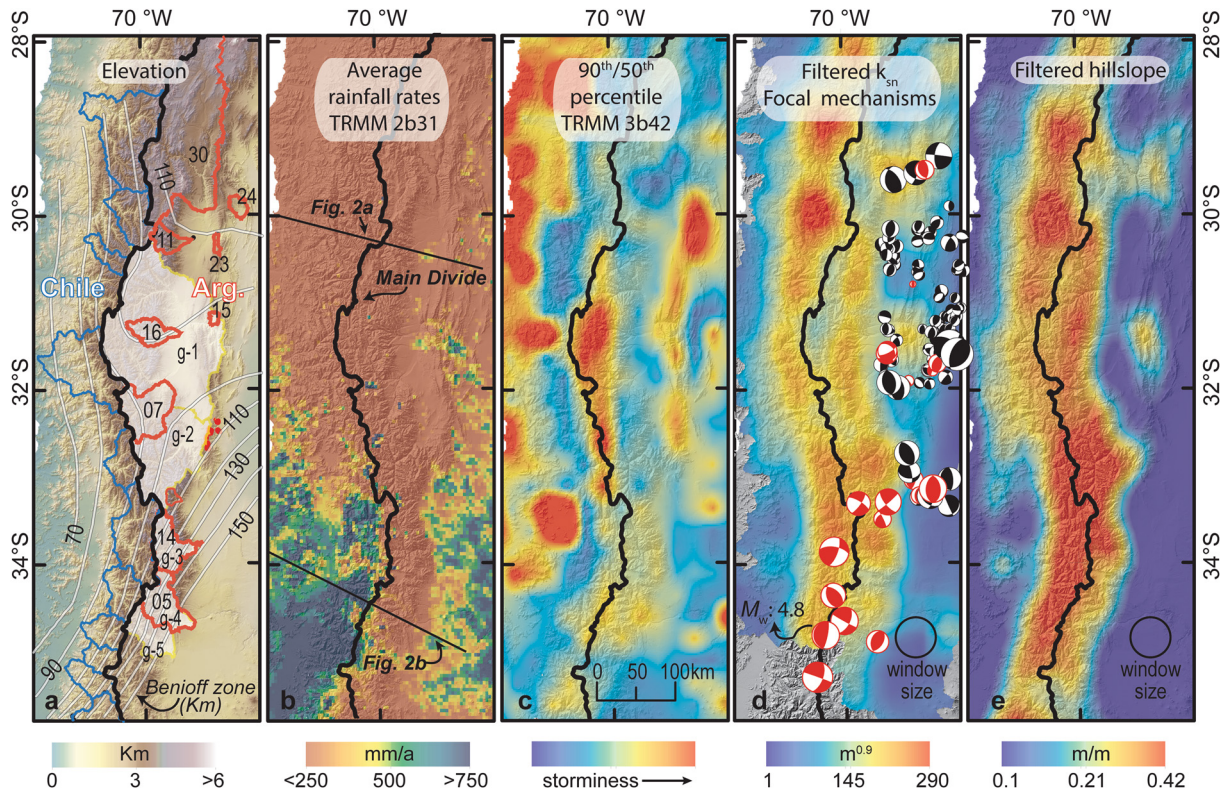 70 °W
70 °W
70 °W
70 °W
70 °W
28°S
30°S
32°S
34°S
28°S
30°S
32°S
34°S
Elevation
30
110
24
11
23
Chile
Arg.
15
16
g-1
07
g-2
110
130
150
70
14
g-3
05
g-4
g-5
90
Benioff zone
(Km)
a
Average
rainfall rates
TRMM 2b31
Fig. 2a
Main Divide
Fig. 2b
b
90th/50th
percentile
TRMM 3b42
0 50 100km
c
Filtered ksn
Focal mechanisms
Mw: 4.8
window
size
d
Filtered hillslope
window
size
e
Km
0 3 >6
mm/a
<250 500 >750
storminess
m0.9
1 145 290
m/m
0.1 0.21 0.42